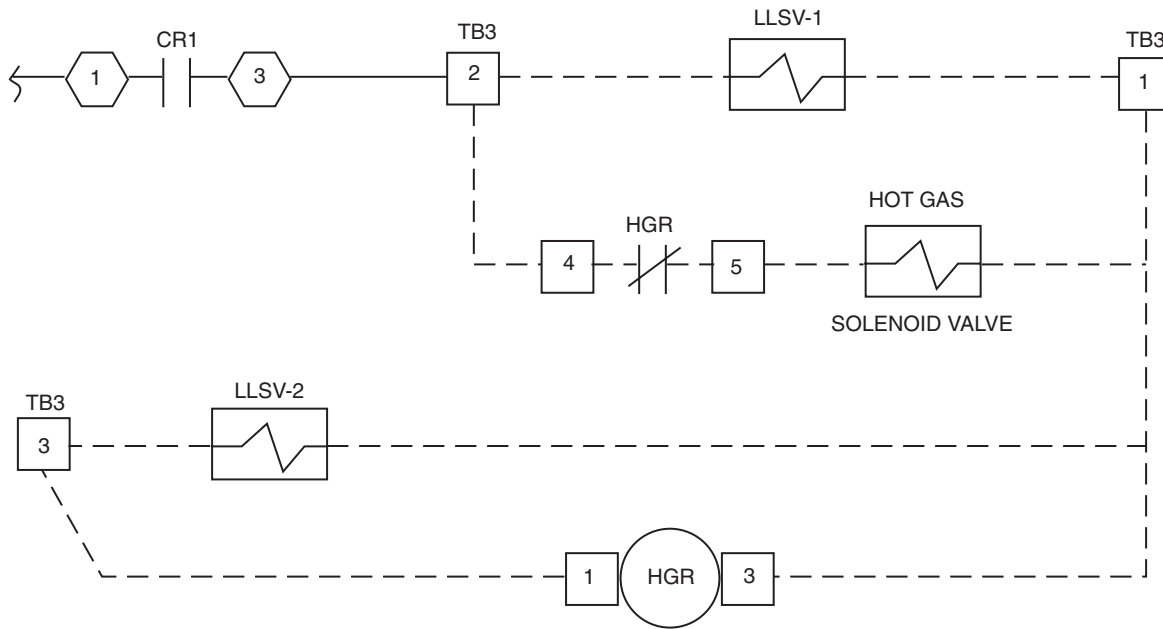 CR1
TB3
LLSV-1
TB3
1
3
2
1
HGR
HOT GAS
4
5
SOLENOID VALVE
TB3
LLSV-2
3
1
HGR
3